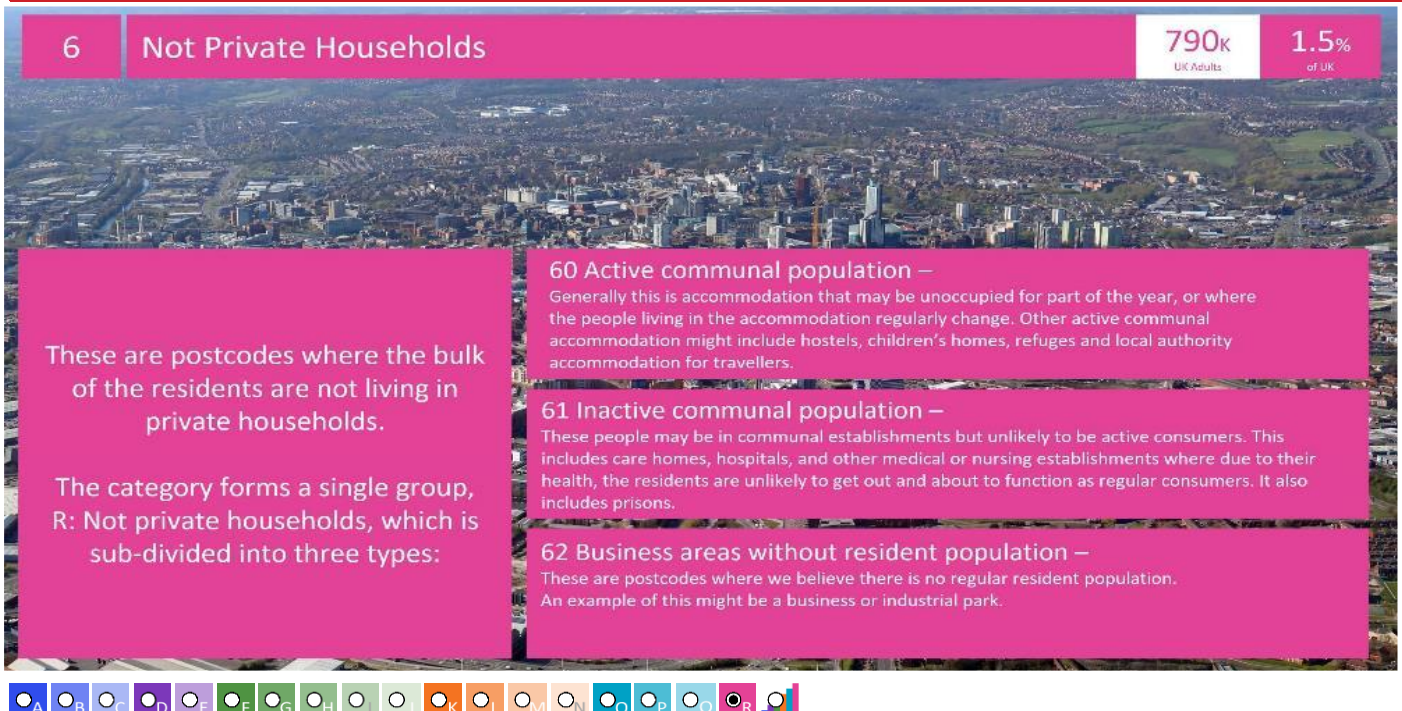 6
Not Private Households
790K
UK Adults
1.5%
of UK
These are postcodes where the bulk
of the residents are not living in
private households.
The category forms a single group,
R: Not private households, which is
sub-divided into three types:
60 Active communal population –
Generally this is accommodation that may be unoccupied for part of the year, or where
the people living in the accommodation regularly change. Other active communal
accommodation might include hostels, children's homes, refuges and local authority
accommodation for travellers.
61 Inactive communal population –
These people may be in communal establishments but unlikely to be active consumers. This
includes care homes, hospitals, and other medical or nursing establishments where due to their
health, the residents are unlikely to get out and about to function as regular consumers. It also
includes prisons.
62 Business areas without resident population –
These are postcodes where we believe there is no regular resident population.
An example of this might be a business or industrial park.
A B C D E F G H I J K L M N O P Q R